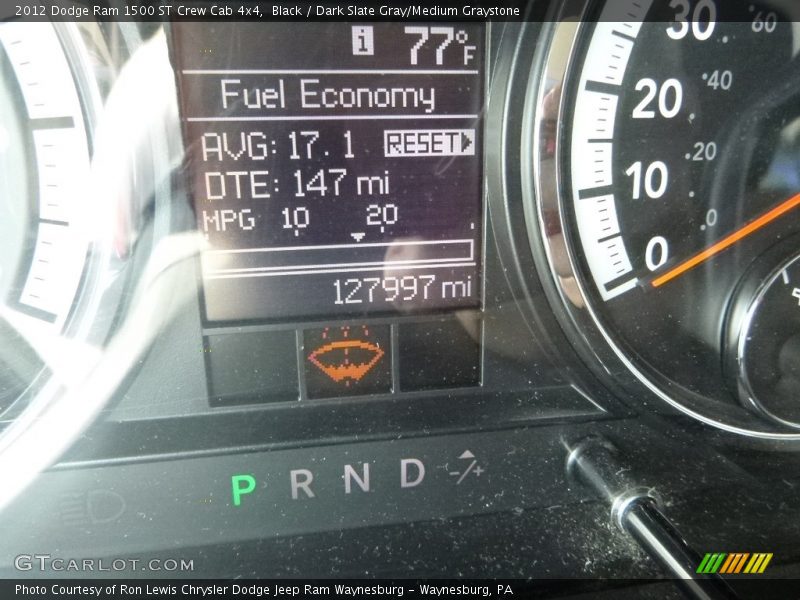 2012 Dodge Ram 1500 ST Crew Cab 4x4, Black / Dark Slate Gray/Medium Graystone
i 77°F
Fuel Economy
AVG: 17.1 RESET
DTE: 147 mi
MPG 10 20
127997 mi
30 60
20 40
10 20
0 0
P R N D -/+
GTCARLOT.COM
Photo Courtesy of Ron Lewis Chrysler Dodge Jeep Ram Waynesburg - Waynesburg, PA